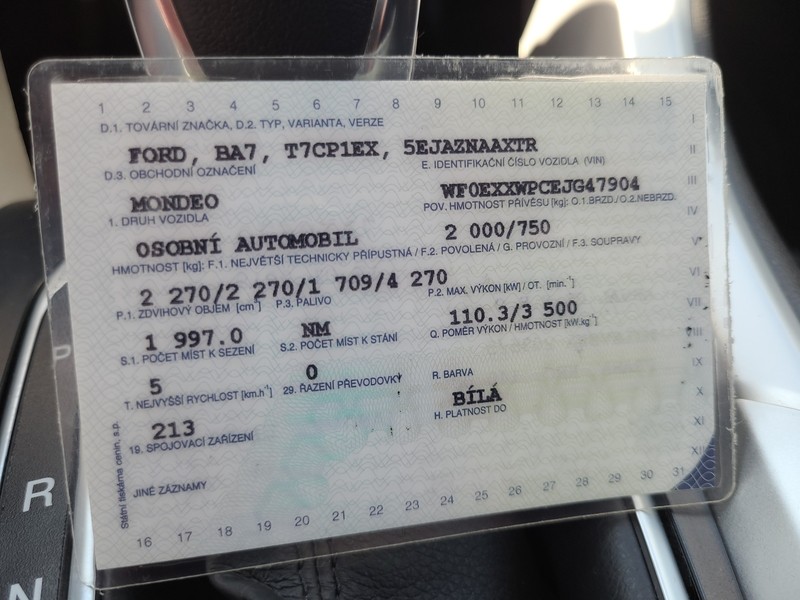 1 2 3 4 5 6 7 8 9 10 11 12 13 14 15
D.1. TOVÁRNÍ ZNAČKA, D.2. TYP, VARIANTA, VERZE
I
FORD, BA7, T7CP1EX, 5EJAZNAAXTR
II
D.3. OBCHODNÍ OZNAČENÍ
E. IDENTIFIKAČNÍ ČÍSLO VOZIDLA (VIN)
MONDEO
WF0EXXWPCEJG47904
III
1. DRUH VOZIDLA
POV. HMOTNOST PŘÍVĚSU [kg]: O.1.BRZD./O.2.NEBRZD.
IV
OSOBNÍ AUTOMOBIL
2 000/750
HMOTNOST [kg]: F.1. NEJVĚTŠÍ TECHNICKY PŘÍPUSTNÁ / F.2. POVOLENÁ / G. PROVOZNÍ / F.3. SOUPRAVY
V
2 270/2 270/1 709/4 270
VI
P.1. ZDVIHOVÝ OBJEM [cm³]
P.3. PALIVO
P.2. MAX. VÝKON [kW] / OT. [min.⁻¹]
VII
1 997.0
NM
110.3/3 500
VIII
S.1. POČET MÍST K SEZENÍ
S.2. POČET MÍST K STÁNÍ
Q. POMĚR VÝKON / HMOTNOST [kW.kg⁻¹]
5
0
IX
T. NEJVYŠŠÍ RYCHLOST [km.h⁻¹]
29. ŘAZENÍ PŘEVODOVKY
R. BARVA
X
213
BÍLÁ
19. SPOJOVACÍ ZAŘÍZENÍ
H. PLATNOST DO
XI
XII
JINÉ ZÁZNAMY
Státní tiskárna cenin, s.p.
16 17 18 19 20 21 22 23 24 25 26 27 28 29 30 31
P
R
N